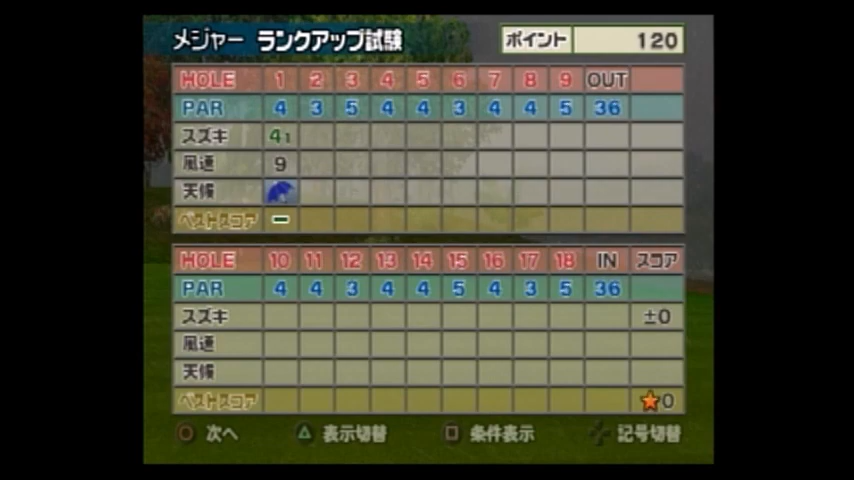 メジャー ランクアップ試験 ポイント 120
HOLE 1 2 3 4 5 6 7 8 9 OUT
PAR 4 3 5 4 4 3 4 4 5 36
スズキ 4 1
風速 9
天候
ベストスコア -
HOLE 10 11 12 13 14 15 16 17 18 IN スコア
PAR 4 4 3 4 4 5 4 3 5 36
スズキ ±0
風速
天候
ベストスコア ★0
○ 次へ △ 表示切替 □ 条件表示 記号切替